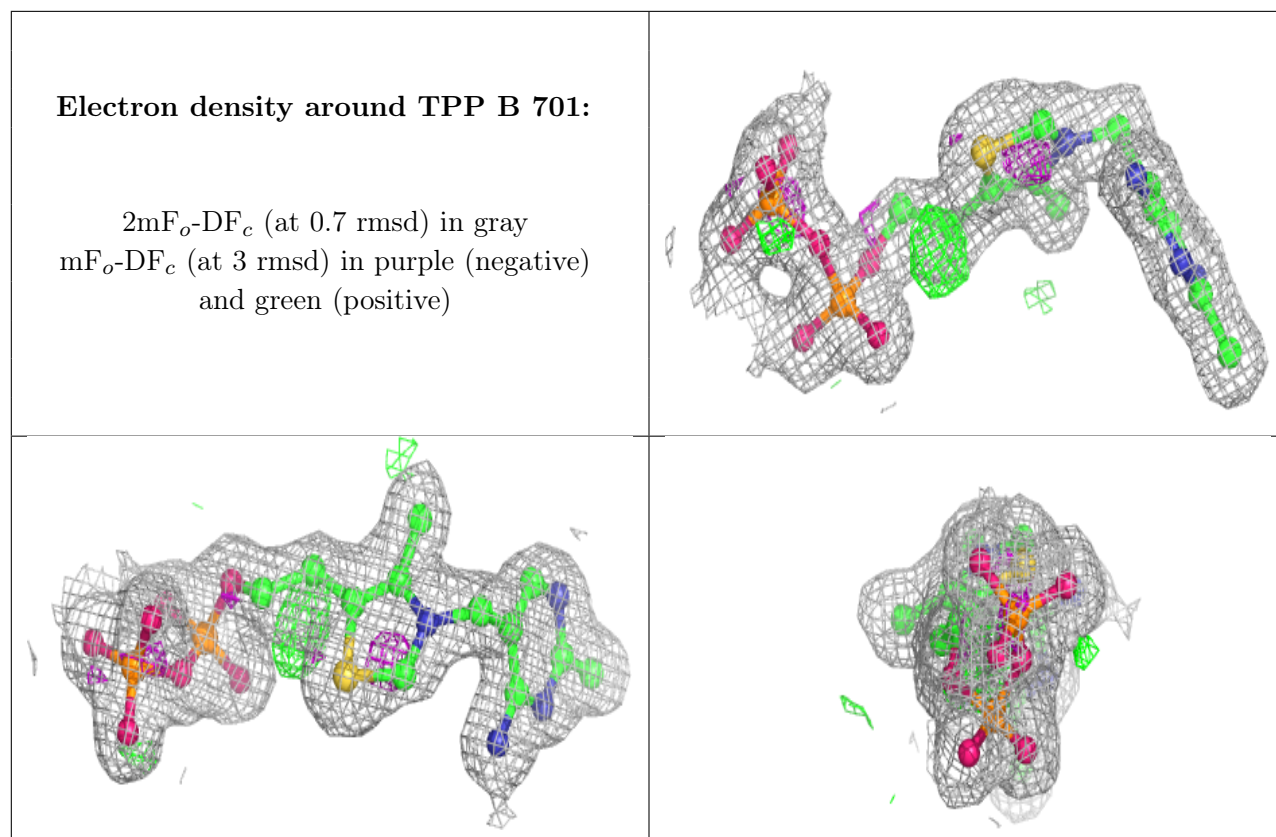 Electron density around TPP B 701:
2mFo-DFc (at 0.7 rmsd) in gray
mFo-DFc (at 3 rmsd) in purple (negative)
and green (positive)